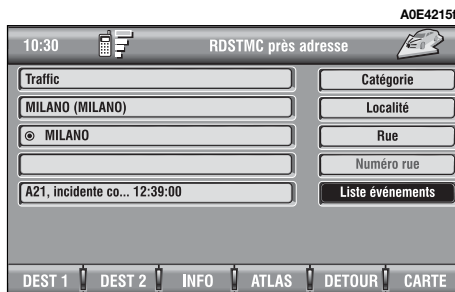 A0E4215f
10:30 RDSTMC près adresse
Traffic Catégorie
MILANO (MILANO) Localité
MILANO Rue
Numéro rue
A21, incidente co... 12:39:00 Liste événements
DEST 1 DEST 2 INFO ATLAS DETOUR CARTE